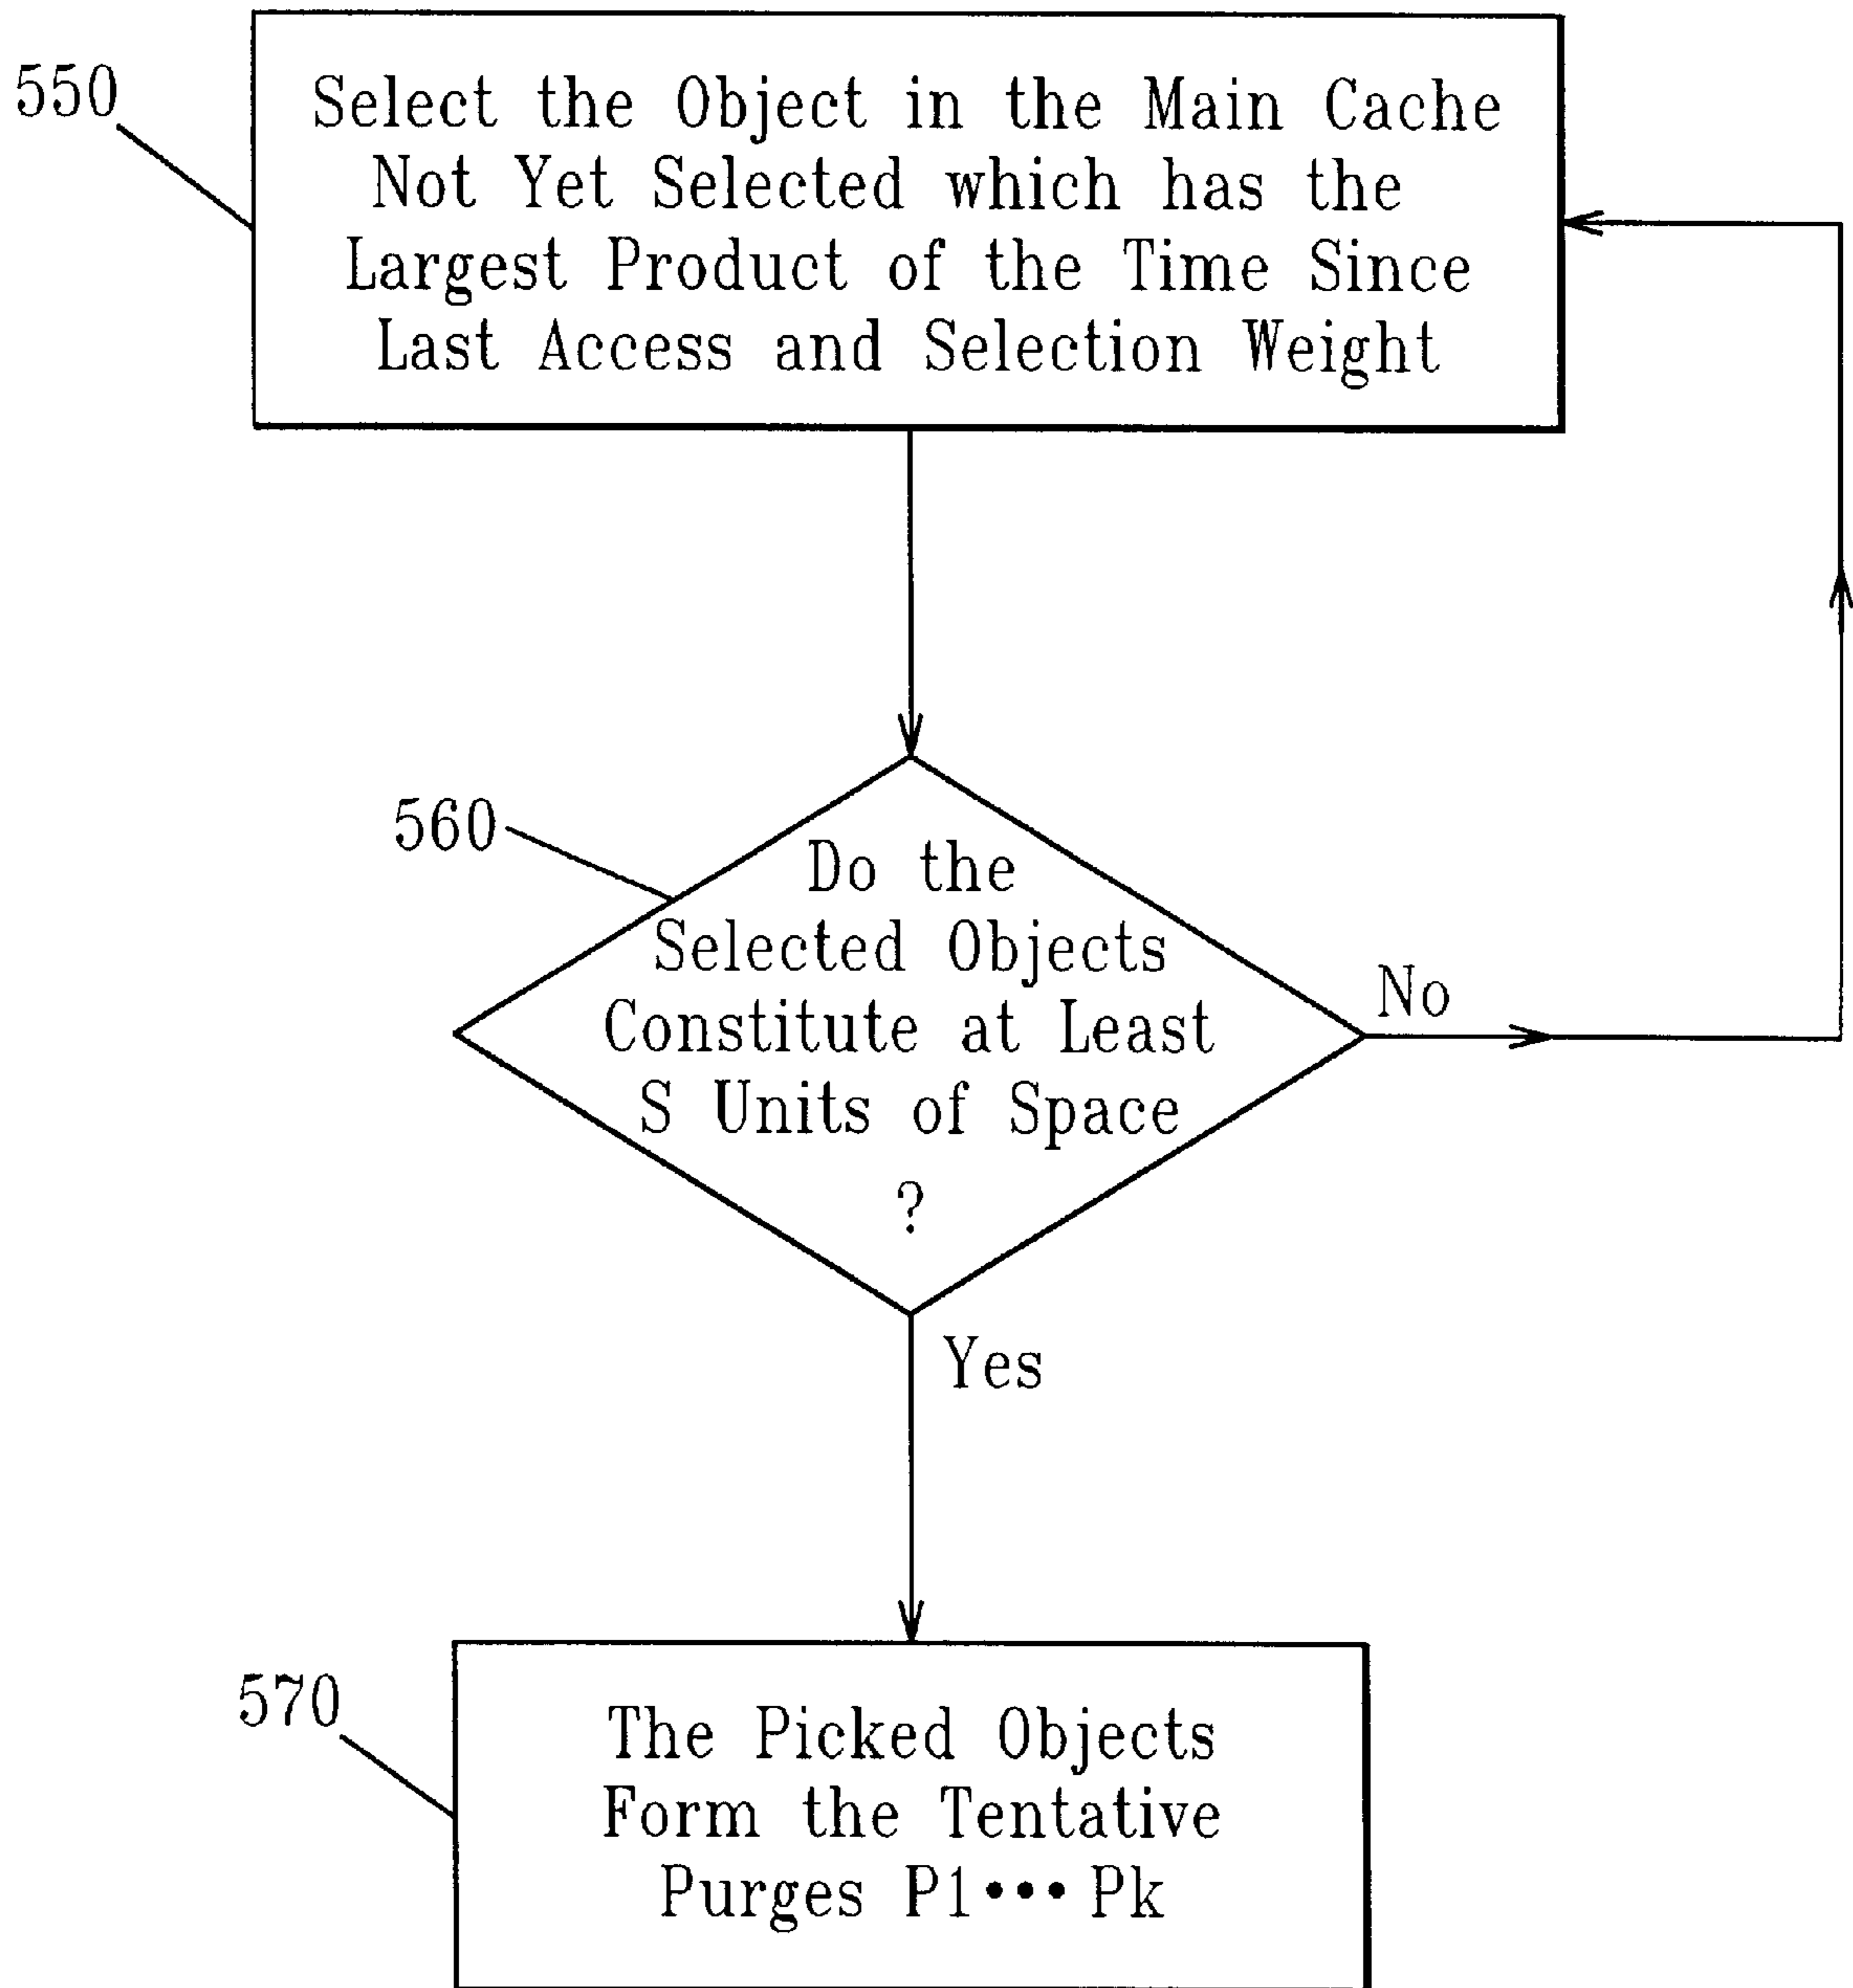 550
Select the Object in the Main Cache
Not Yet Selected which has the
Largest Product of the Time Since
Last Access and Selection Weight
560
Do the
Selected Objects
Constitute at Least
S Units of Space
?
No
Yes
570
The Picked Objects
Form the Tentative
Purges P1••• Pk